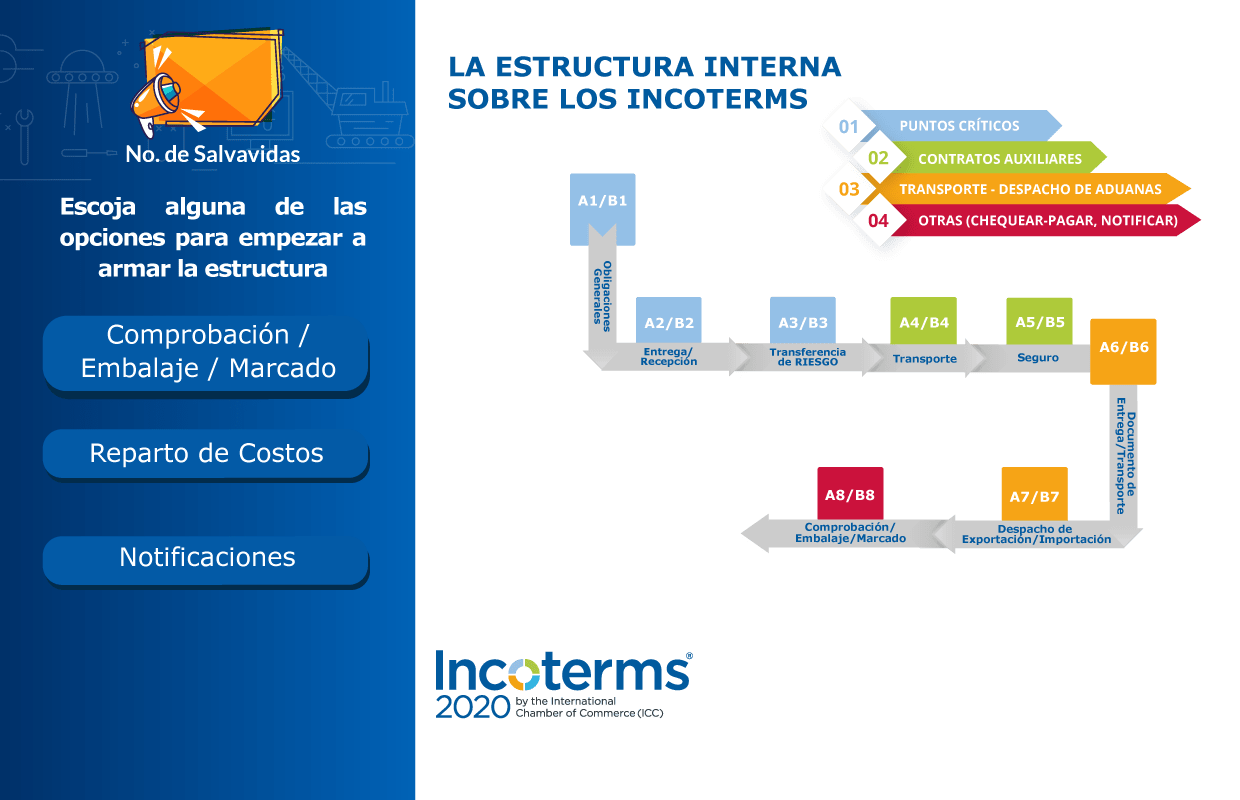 No. de Salvavidas
Escoja alguna de las
opciones para empezar a
armar la estructura
Comprobación /
Embalaje / Marcado
Reparto de Costos
Notificaciones
LA ESTRUCTURA INTERNA
SOBRE LOS INCOTERMS
01 PUNTOS CRÍTICOS
02 CONTRATOS AUXILIARES
03 TRANSPORTE - DESPACHO DE ADUANAS
04 OTRAS (CHEQUEAR-PAGAR, NOTIFICAR)
A1/B1
Obligaciones
Generales
A2/B2
Entrega/
Recepción
A3/B3
Transferencia
de RIESGO
A4/B4
Transporte
A5/B5
Seguro
A6/B6
Documento de
Entrega/Transporte
A7/B7
Despacho de
Exportación/Importación
A8/B8
Comprobación/
Embalaje/Marcado
Incoterms®
2020 by the International
Chamber of Commerce (ICC)